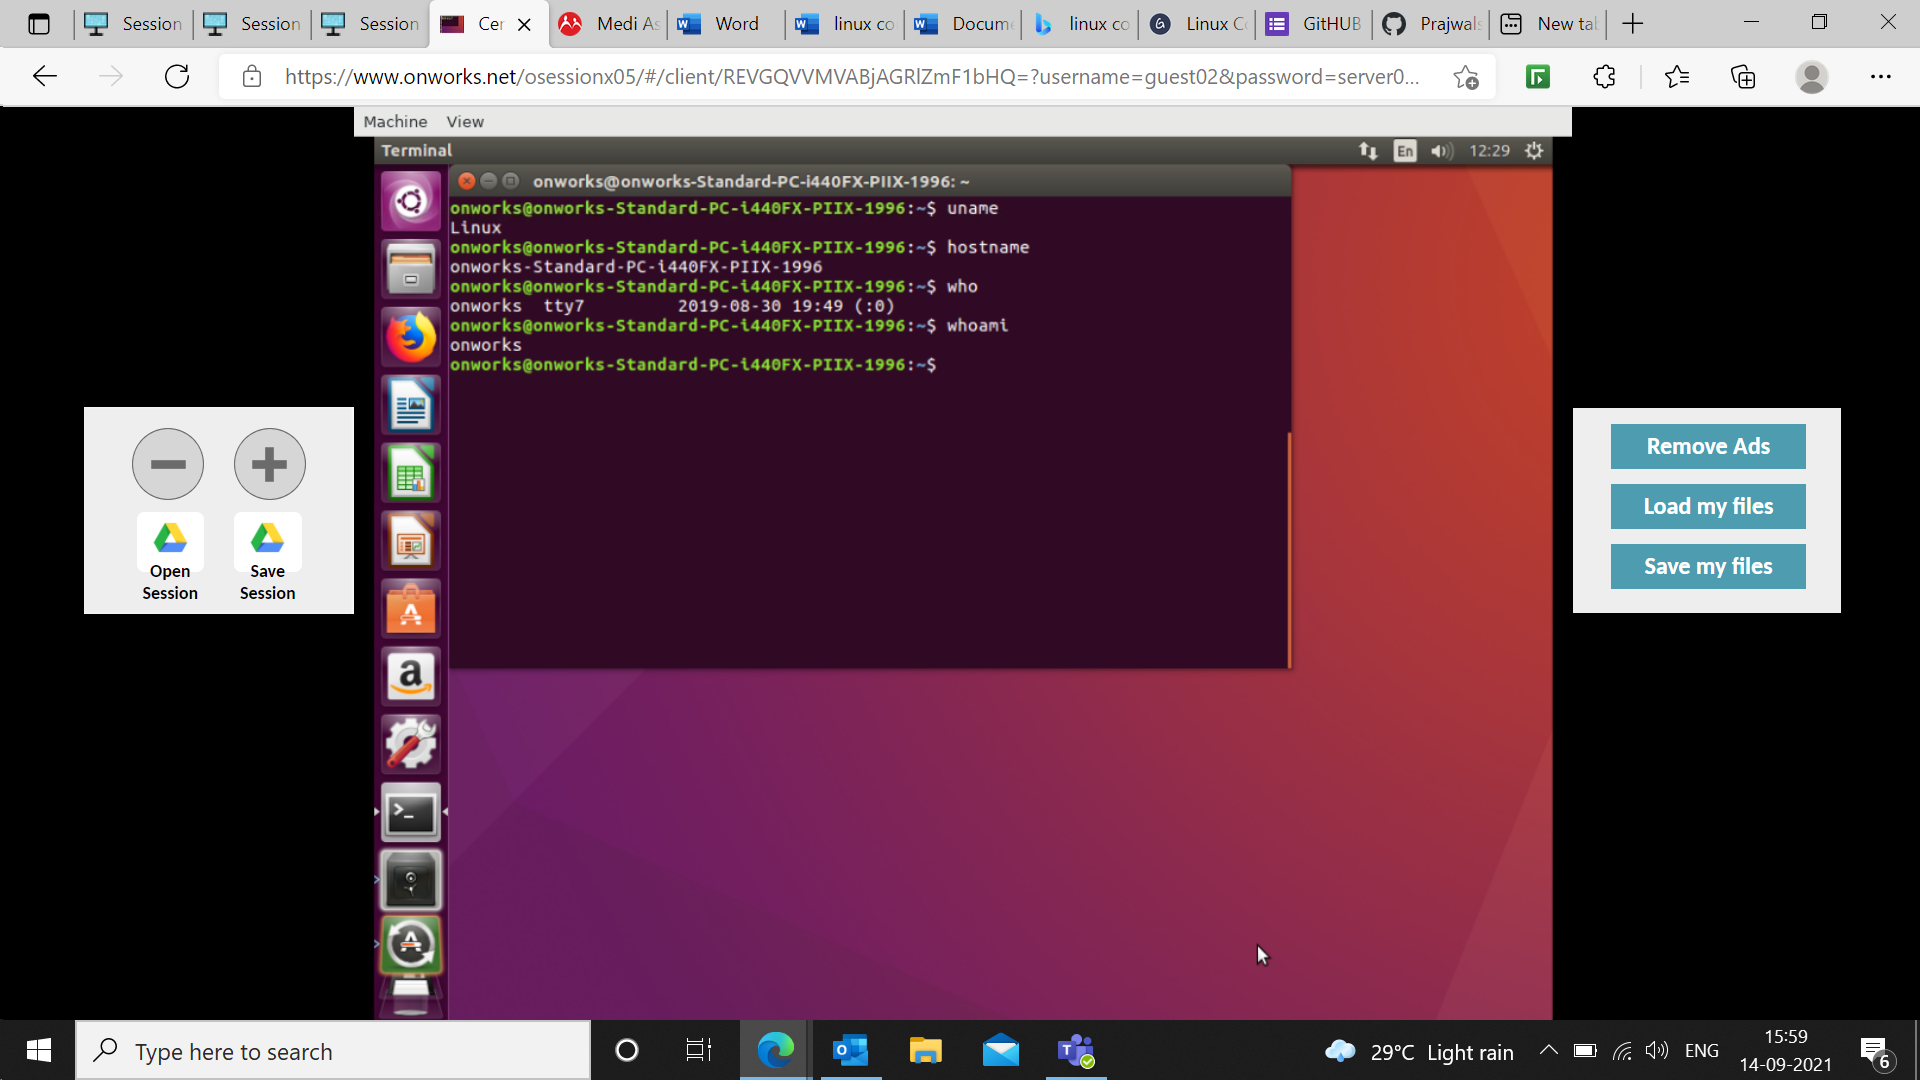 Session
Session
Session
Cer
Medi As
Word
linux co
Docume
linux co
Linux Co
GitHUB
Prajwals
New tab
https://www.onworks.net/osessionx05/#/client/REVGQVVMVABjAGRlZmF1bHQ=?username=guest02&password=server0...
Machine View
Terminal
En
12:29
onworks@onworks-Standard-PC-i440FX-PIIX-1996: ~
onworks@onworks-Standard-PC-i440FX-PIIX-1996:~$ uname
Linux
onworks@onworks-Standard-PC-i440FX-PIIX-1996:~$ hostname
onworks-Standard-PC-i440FX-PIIX-1996
onworks@onworks-Standard-PC-i440FX-PIIX-1996:~$ who
onworks  tty7         2019-08-30 19:49 (:0)
onworks@onworks-Standard-PC-i440FX-PIIX-1996:~$ whoami
onworks
onworks@onworks-Standard-PC-i440FX-PIIX-1996:~$
Open
Session
Save
Session
Remove Ads
Load my files
Save my files
Type here to search
29°C Light rain
ENG
15:59
14-09-2021
6